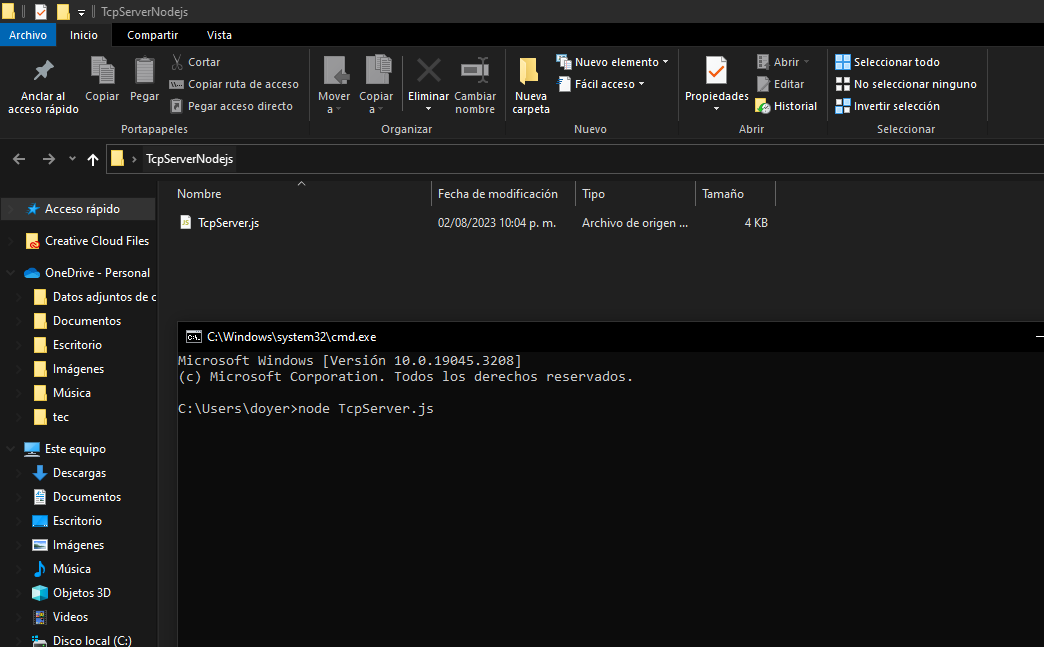 TcpServerNodejs
Archivo
Inicio
Compartir
Vista
Anclar al
acceso rápido
Copiar
Pegar
Cortar
Copiar ruta de acceso
Pegar acceso directo
Portapapeles
Mover
a
Copiar
a
Eliminar
Cambiar
nombre
Organizar
Nueva
carpeta
Nuevo elemento
Fácil acceso
Nuevo
Propiedades
Abrir
Editar
Historial
Abrir
Seleccionar todo
No seleccionar ninguno
Invertir selección
Seleccionar
TcpServerNodejs
Nombre
Fecha de modificación
Tipo
Tamaño
TcpServer.js
02/08/2023 10:04 p. m.
Archivo de origen ...
4 KB
Acceso rápido
Creative Cloud Files
OneDrive - Personal
Datos adjuntos de c
Documentos
Escritorio
Imágenes
Música
tec
Este equipo
Descargas
Documentos
Escritorio
Imágenes
Música
Objetos 3D
Videos
Disco local (C:)
C:\Windows\system32\cmd.exe
Microsoft Windows [Versión 10.0.19045.3208]
(c) Microsoft Corporation. Todos los derechos reservados.
C:\Users\doyer>node TcpServer.js